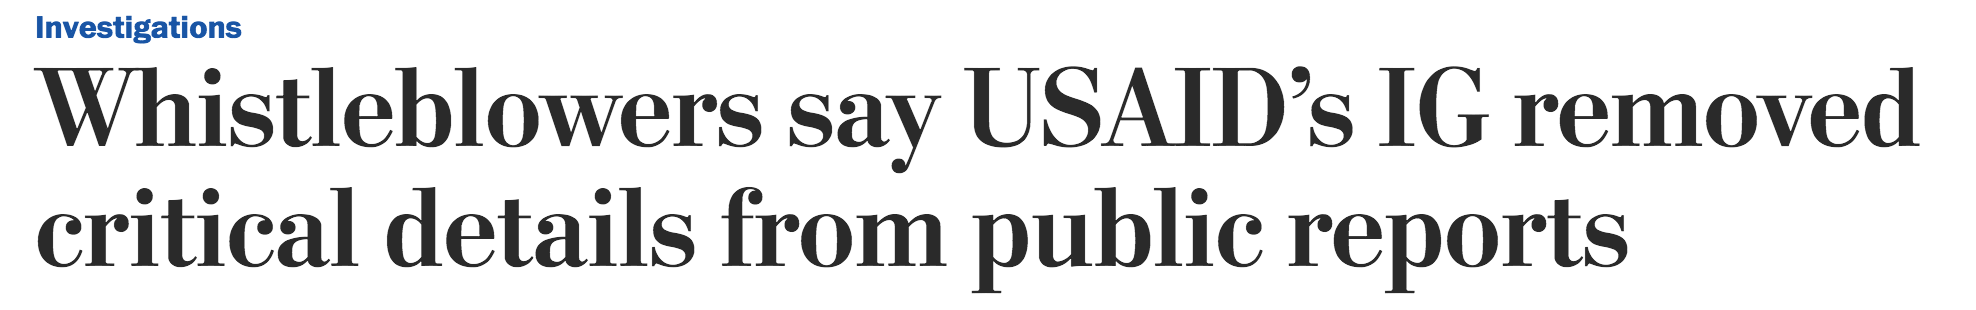 Investigations
Whistleblowers say USAID’s IG removed
critical details from public reports